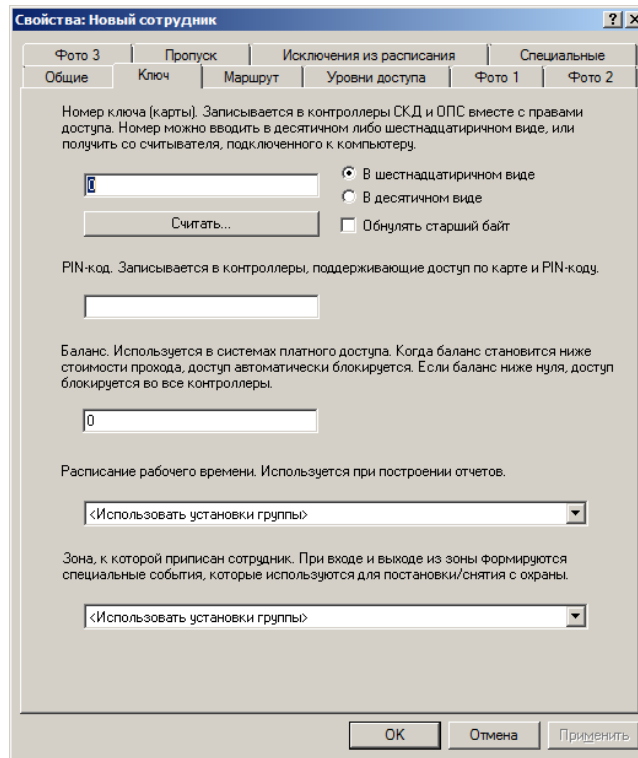 Свойства: Новый сотрудник
Фото 3 Пропуск Исключения из расписания Специальные
Общие Ключ Маршрут Уровни доступа Фото 1 Фото 2
Номер ключа (карты). Записывается в контроллеры СКД и ОПС вместе с правами
доступа. Номер можно вводить в десятичном либо шестнадцатиричном виде, или
получить со считывателя, подключенного к компьютеру.
0
В шестнадцатиричном виде
В десятичном виде
Считать...
Обнулять старший байт
PIN-код. Записывается в контроллеры, поддерживающие доступ по карте и PIN-коду.
Баланс. Используется в системах платного доступа. Когда баланс становится ниже
стоимости прохода, доступ автоматически блокируется. Если баланс ниже нуля, доступ
блокируется во все контроллеры.
0
Расписание рабочего времени. Используется при построении отчетов.
<Использовать установки группы>
Зона, к которой приписан сотрудник. При входе и выходе из зоны формируются
специальные события, которые используются для постановки/снятия с охраны.
<Использовать установки группы>
OK Отмена Применить